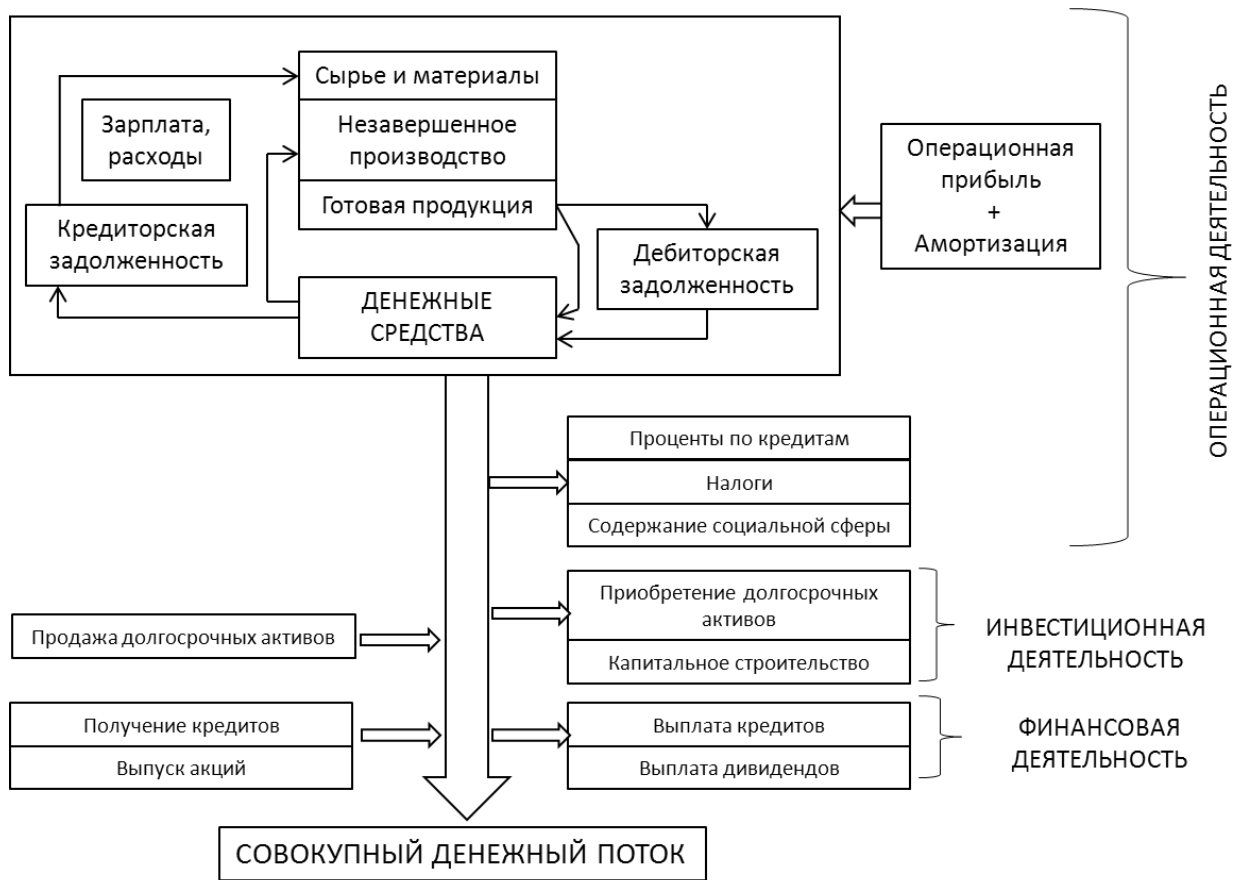 Сырье и материалы
Зарплата,
расходы
Незавершенное
производство
Готовая продукция
Кредиторская
задолженность
Дебиторская
задолженность
ДЕНЕЖНЫЕ
СРЕДСТВА
Операционная
прибыль
+
Амортизация
ОПЕРАЦИОННАЯ ДЕЯТЕЛЬНОСТЬ
Проценты по кредитам
Налоги
Содержание социальной сферы
Продажа долгосрочных активов
Приобретение долгосрочных
активов
Капитальное строительство
ИНВЕСТИЦИОННАЯ
ДЕЯТЕЛЬНОСТЬ
Получение кредитов
Выпуск акций
Выплата кредитов
Выплата дивидендов
ФИНАНСОВАЯ
ДЕЯТЕЛЬНОСТЬ
СОВОКУПНЫЙ ДЕНЕЖНЫЙ ПОТОК